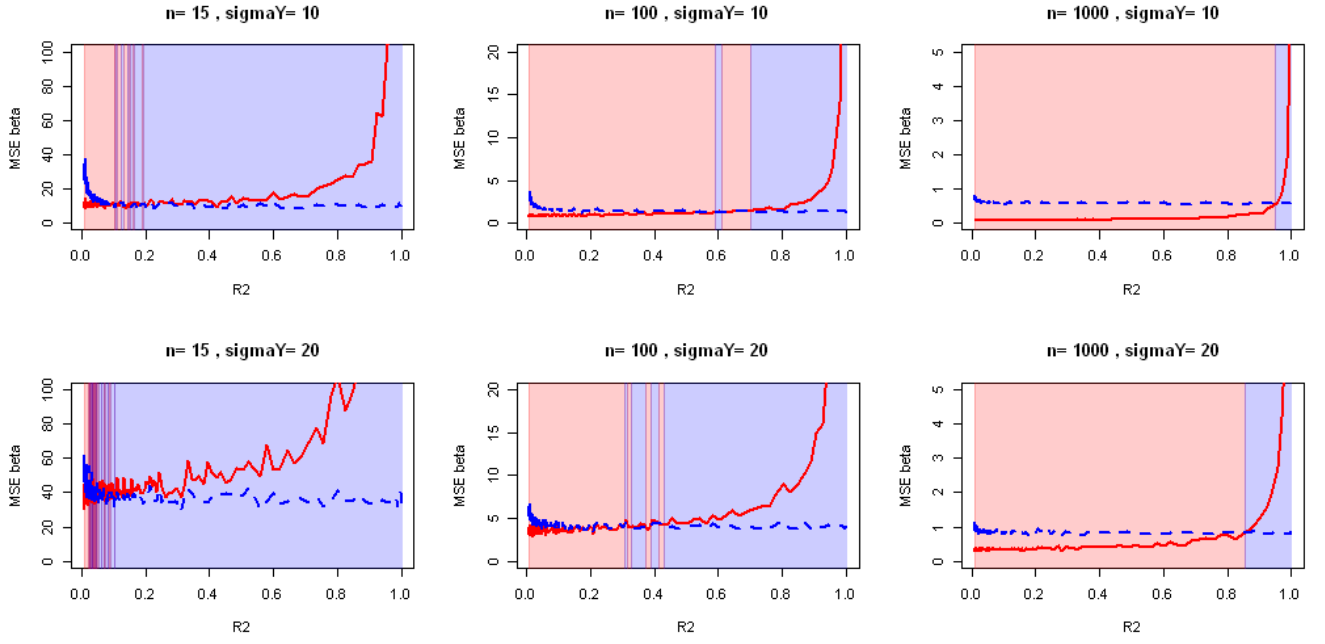 n= 15 , sigmaY= 10
n= 100 , sigmaY= 10
n= 1000 , sigmaY= 10
MSE beta
0 20 40 60 80 100
0.0 0.2 0.4 0.6 0.8 1.0
R2
MSE beta
0 5 10 15 20
0.0 0.2 0.4 0.6 0.8 1.0
R2
MSE beta
0 1 2 3 4 5
0.0 0.2 0.4 0.6 0.8 1.0
R2
n= 15 , sigmaY= 20
n= 100 , sigmaY= 20
n= 1000 , sigmaY= 20
MSE beta
0 20 40 60 80 100
0.0 0.2 0.4 0.6 0.8 1.0
R2
MSE beta
0 5 10 15 20
0.0 0.2 0.4 0.6 0.8 1.0
R2
MSE beta
0 1 2 3 4 5
0.0 0.2 0.4 0.6 0.8 1.0
R2